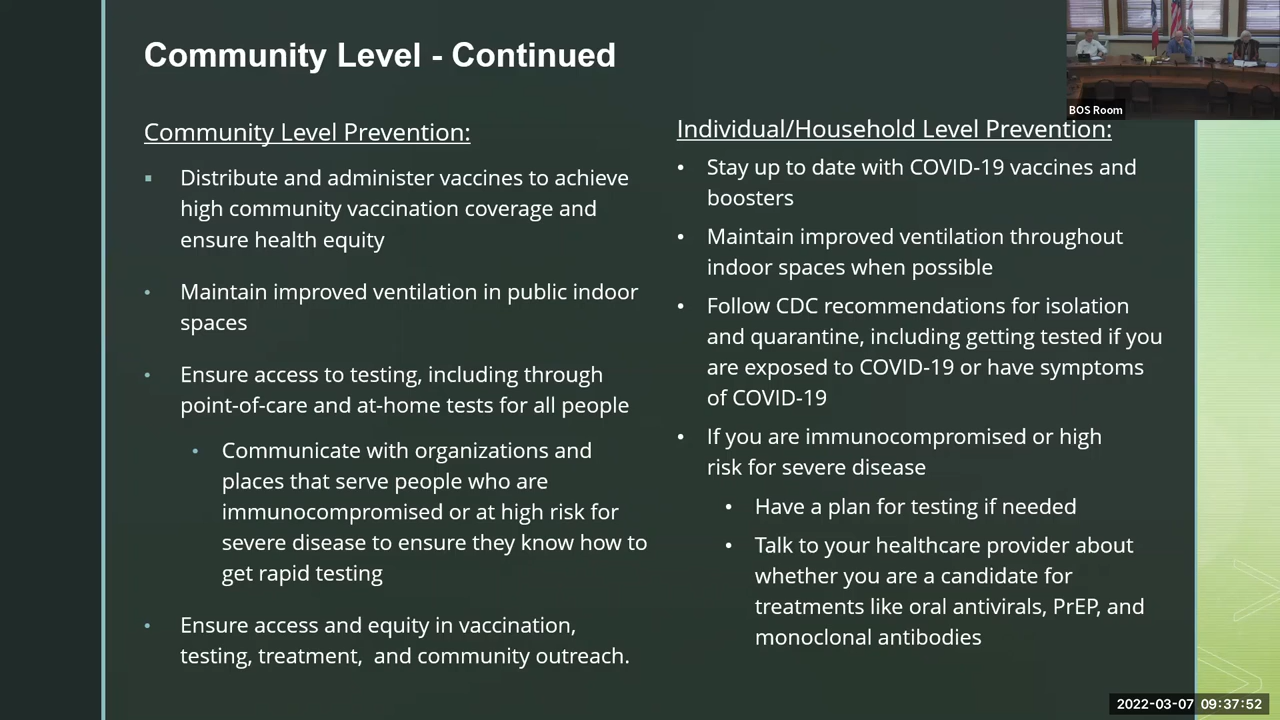 Community Level - Continued
BOS Room
Community Level Prevention:
Distribute and administer vaccines to achieve
high community vaccination coverage and
ensure health equity
Maintain improved ventilation in public indoor
spaces
Ensure access to testing, including through
point-of-care and at-home tests for all people
Communicate with organizations and
places that serve people who are
immunocompromised or at high risk for
severe disease to ensure they know how to
get rapid testing
Ensure access and equity in vaccination,
testing, treatment,  and community outreach.
Individual/Household Level Prevention:
Stay up to date with COVID-19 vaccines and
boosters
Maintain improved ventilation throughout
indoor spaces when possible
Follow CDC recommendations for isolation
and quarantine, including getting tested if you
are exposed to COVID-19 or have symptoms
of COVID-19
If you are immunocompromised or high
risk for severe disease
Have a plan for testing if needed
Talk to your healthcare provider about
whether you are a candidate for
treatments like oral antivirals, PrEP, and
monoclonal antibodies
2022-03-07 09:37:52